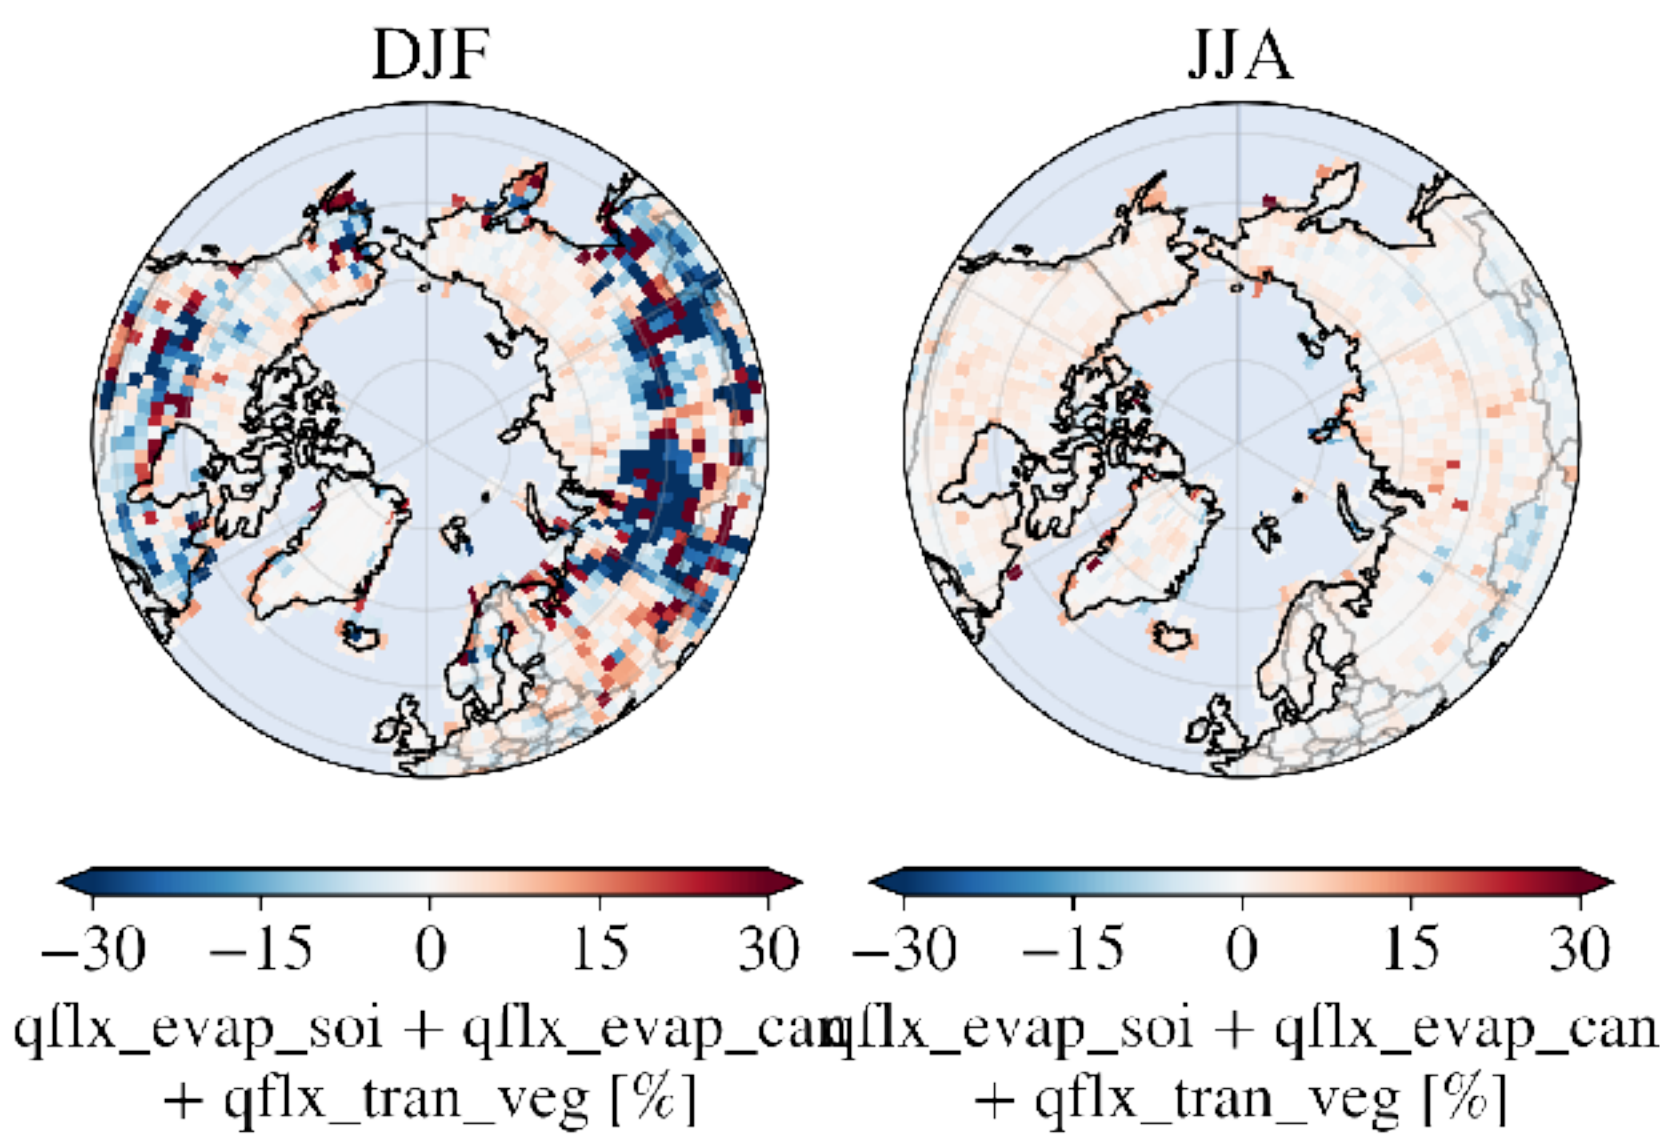 DJF
JJA
−30 −15 0 15 30
−30 −15 0 15 30
qflx_evap_soi + qflx_evap_can
+ qflx_tran_veg [%]
qflx_evap_soi + qflx_evap_can
+ qflx_tran_veg [%]